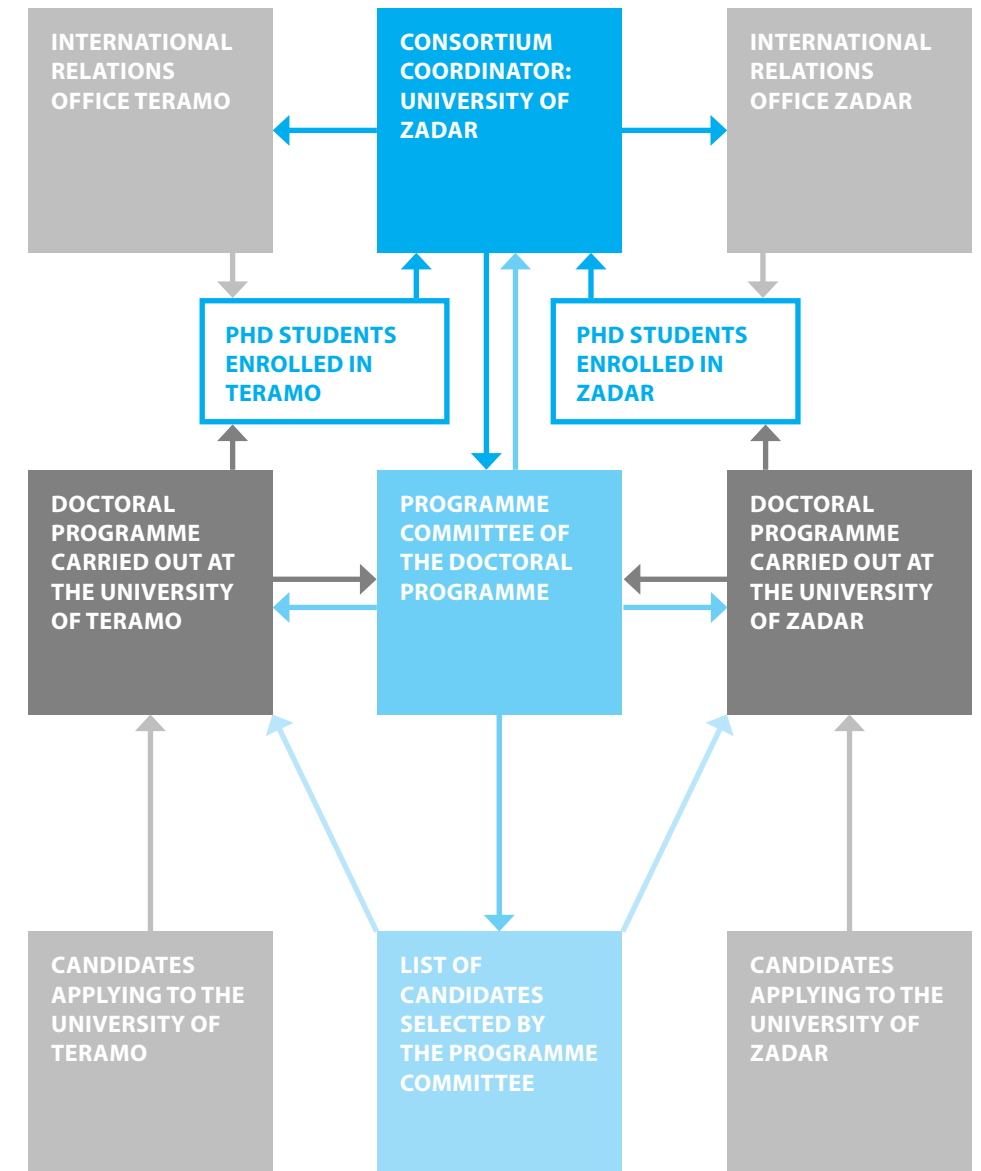 INTERNATIONAL
RELATIONS
OFFICE TERAMO
CONSORTIUM
COORDINATOR:
UNIVERSITY OF
ZADAR
INTERNATIONAL
RELATIONS
OFFICE ZADAR
PHD STUDENTS
ENROLLED IN
TERAMO
PHD STUDENTS
ENROLLED IN
ZADAR
DOCTORAL
PROGRAMME
CARRIED OUT AT
THE UNIVERSITY
OF TERAMO
PROGRAMME
COMMITTEE OF
THE DOCTORAL
PROGRAMME
DOCTORAL
PROGRAMME
CARRIED OUT AT
THE UNIVERSITY
OF ZADAR
CANDIDATES
APPLYING TO THE
UNIVERSITY OF
TERAMO
LIST OF
CANDIDATES
SELECTED BY
THE PROGRAMME
COMMITTEE
CANDIDATES
APPLYING TO THE
UNIVERSITY OF
ZADAR